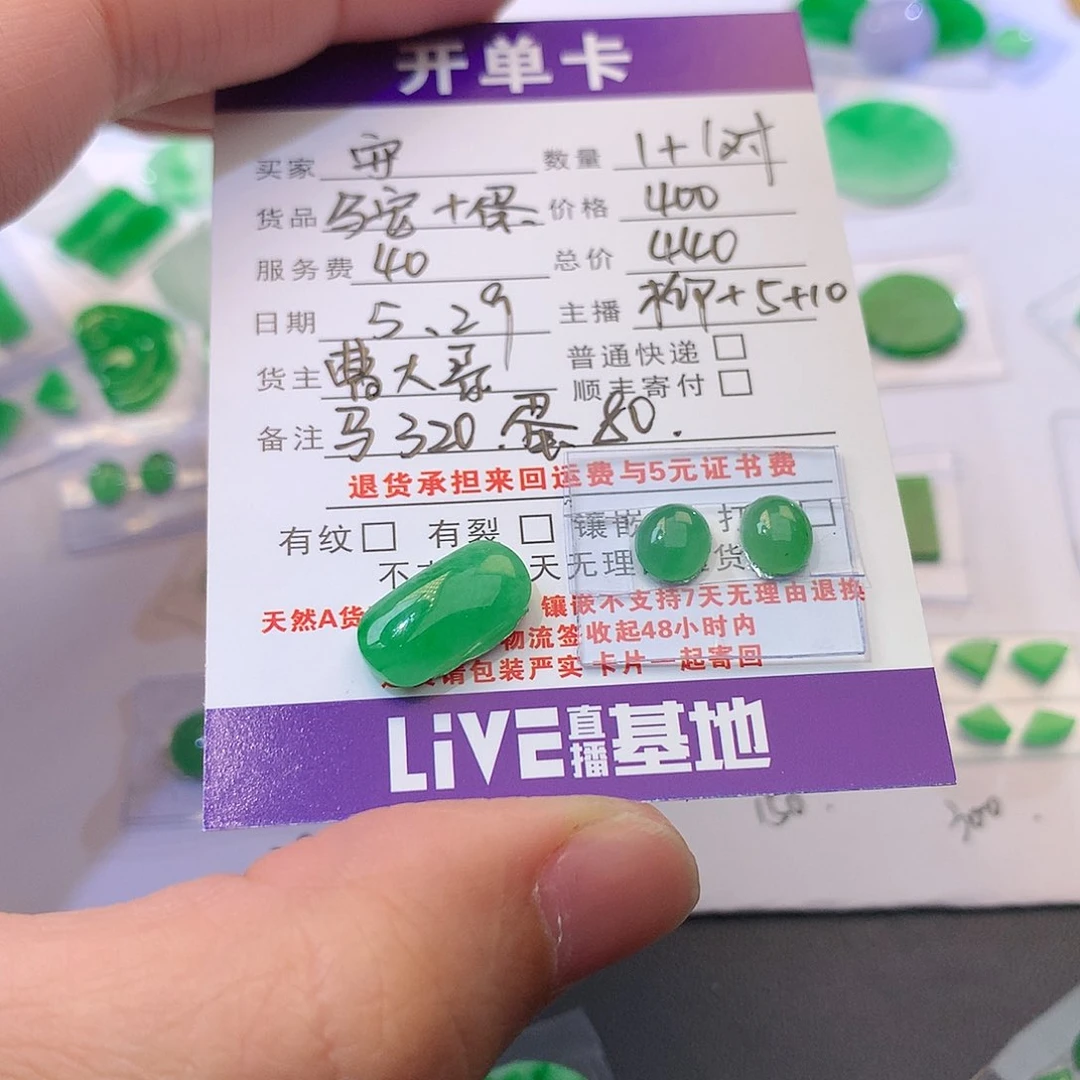 开单卡
买家 守 数量 1+1对
货品 马鞍+蛋 价格 400
服务费 40 总价 440
日期 5.29 主播 柳+5+10
普通快递
货主 曹大 顺丰寄付
备注 马320.蛋80.
退货承担来回运费与5元证书费
有纹 有裂 镶嵌 打
不 天无理 货
天然A货 镶嵌不支持7天无理由退换
物流签收起48小时内
请包装严实 卡片一起寄回
LiVE直播基地
150.
300.